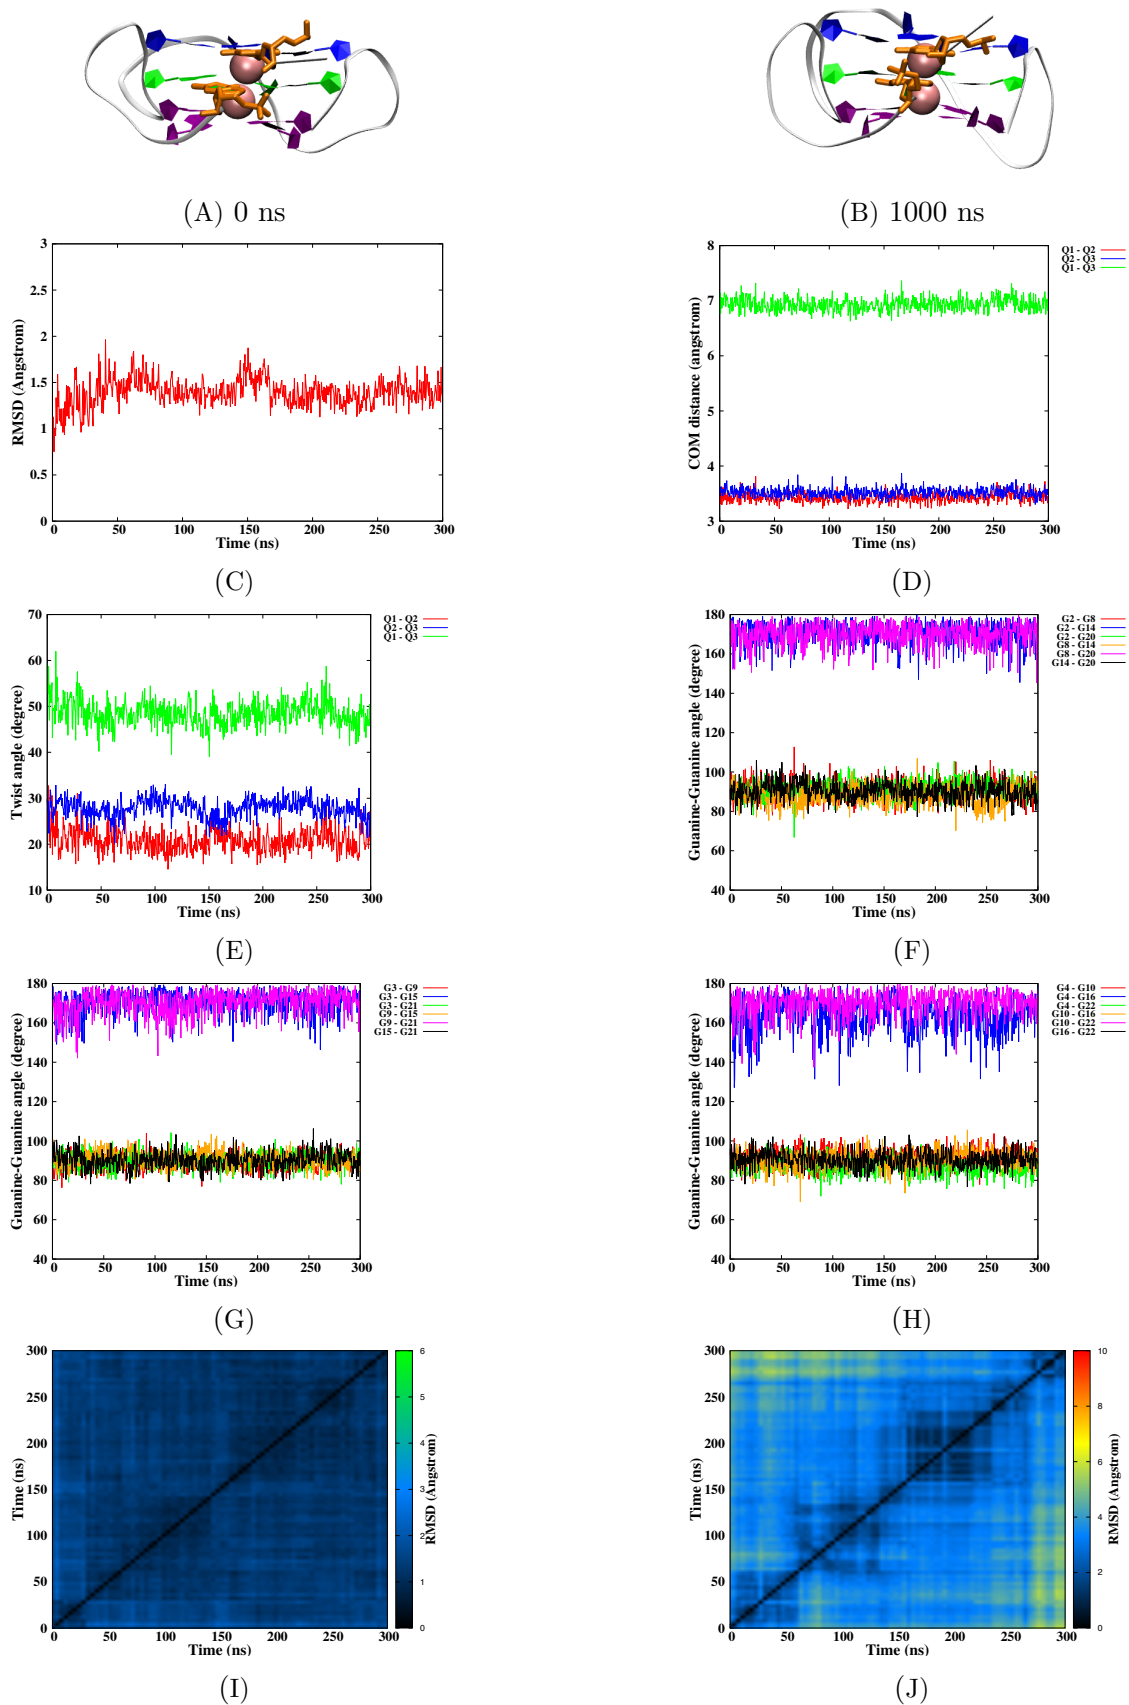 (A) 0 ns
(B) 1000 ns
3
2.5
2
1.5
1
0.5
0
0 50 100 150 200 250 300
RMSD (Angstrom)
Time (ns)
(C)
8
7
6
5
4
3
0 50 100 150 200 250 300
COM distance (angstrom)
Time (ns)
Q1 - Q2
Q2 - Q3
Q1 - Q3
(D)
70
60
50
40
30
20
10
0 50 100 150 200 250 300
Twist angle (degree)
Time (ns)
Q1 - Q2
Q2 - Q3
Q1 - Q3
(E)
180
160
140
120
100
80
60
40
0 50 100 150 200 250 300
Guanine-Guanine angle (degree)
Time (ns)
G2 - G8
G2 - G14
G2 - G20
G8 - G14
G8 - G20
G14 - G20
(F)
180
160
140
120
100
80
60
40
0 50 100 150 200 250 300
Guanine-Guanine angle (degree)
Time (ns)
G3 - G9
G3 - G15
G3 - G21
G9 - G15
G9 - G21
G15 - G21
(G)
180
160
140
120
100
80
60
40
0 50 100 150 200 250 300
Guanine-Guanine angle (degree)
Time (ns)
G4 - G10
G4 - G16
G4 - G22
G10 - G16
G10 - G22
G16 - G22
(H)
300
250
200
150
100
50
0
0 50 100 150 200 250 300
Time (ns)
Time (ns)
6
5
4
3
2
1
0
RMSD (Angstrom)
(I)
300
250
200
150
100
50
0
0 50 100 150 200 250 300
Time (ns)
Time (ns)
10
8
6
4
2
0
RMSD (Angstrom)
(J)